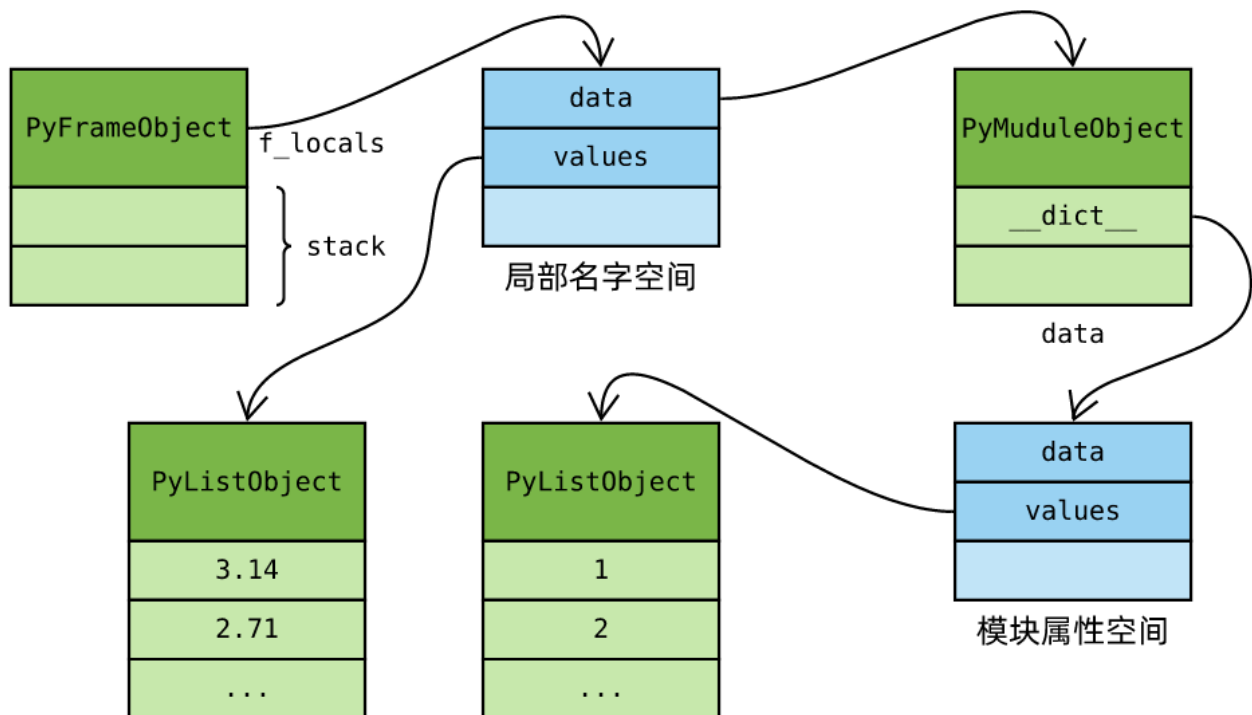 PyFrameObject
f_locals
stack
data
values
局部名字空间
PyMuduleObject
__dict__
data
PyListObject
3.14
2.71
...
PyListObject
1
2
...
data
values
模块属性空间